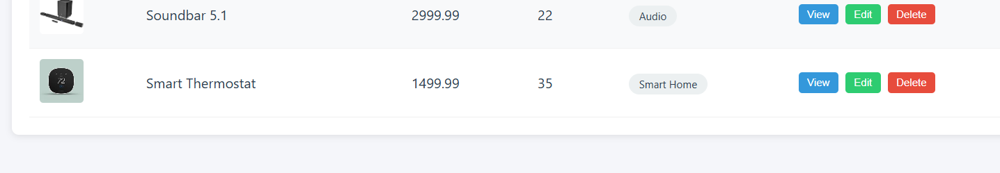 Soundbar 5.1 2999.99 22 Audio View Edit Delete
72
Smart Thermostat 1499.99 35 Smart Home View Edit Delete